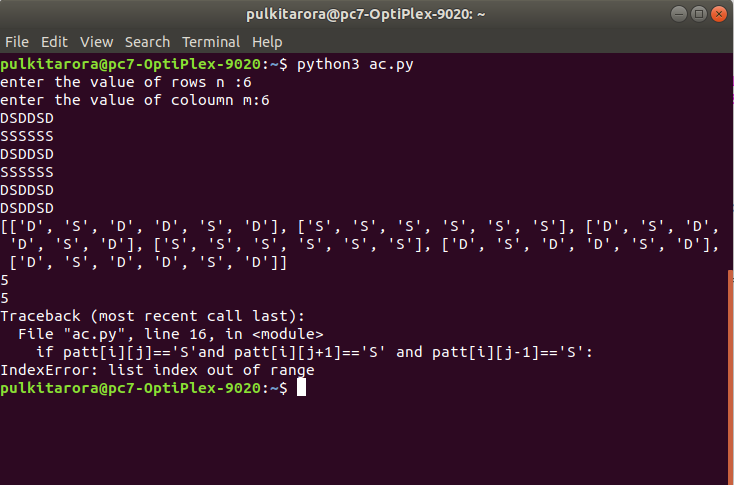 pulkitarora@pc7-OptiPlex-9020: ~
File Edit View Search Terminal Help
pulkitarora@pc7-OptiPlex-9020:~$ python3 ac.py
enter the value of rows n :6
enter the value of coloumn m:6
DSDDSD
SSSSSS
DSDDSD
SSSSSS
DSDDSD
DSDDSD
[['D', 'S', 'D', 'D', 'S', 'D'], ['S', 'S', 'S', 'S', 'S', 'S'], ['D', 'S', 'D',
 'D', 'S', 'D'], ['S', 'S', 'S', 'S', 'S', 'S'], ['D', 'S', 'D', 'D', 'S', 'D'],
 ['D', 'S', 'D', 'D', 'S', 'D']]
5
5
Traceback (most recent call last):
  File "ac.py", line 16, in <module>
    if patt[i][j]=='S'and patt[i][j+1]=='S' and patt[i][j-1]=='S':
IndexError: list index out of range
pulkitarora@pc7-OptiPlex-9020:~$